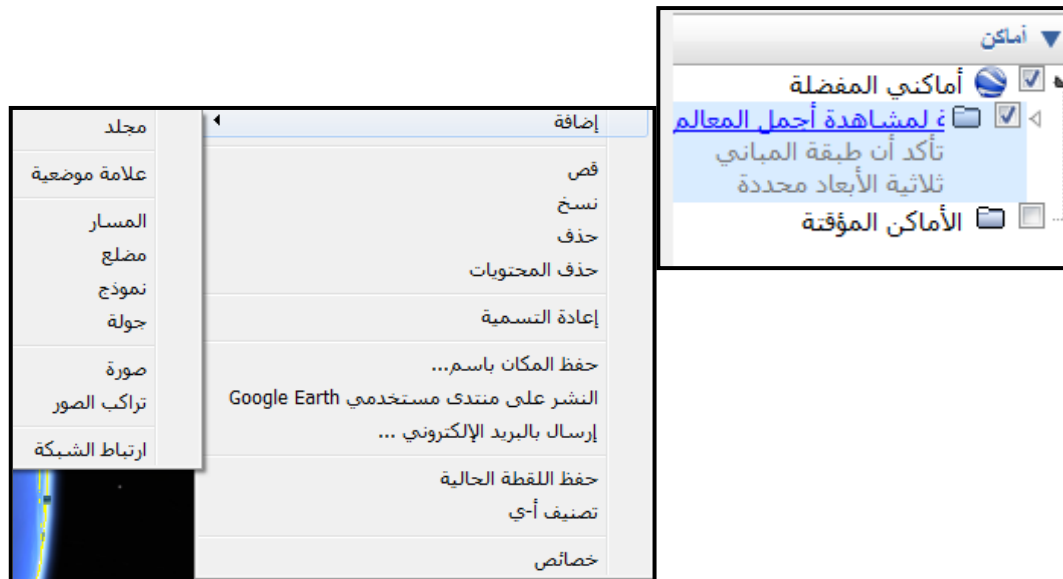 أماكن
أماكني المفضلة
ة لمشاهدة أجمل المعالم
تأكد أن طبقة المباني
ثلاثية الأبعاد محددة
الأماكن المؤقتة
إضافة
قص
نسخ
حذف
حذف المحتويات
إعادة التسمية
حفظ المكان باسم...
النشر على منتدى مستخدمي Google Earth
إرسال بالبريد الإلكتروني ...
حفظ اللقطة الحالية
تصنيف أ-ي
خصائص
مجلد
علامة موضعية
المسار
مضلع
نموذج
جولة
صورة
تراكب الصور
ارتباط الشبكة